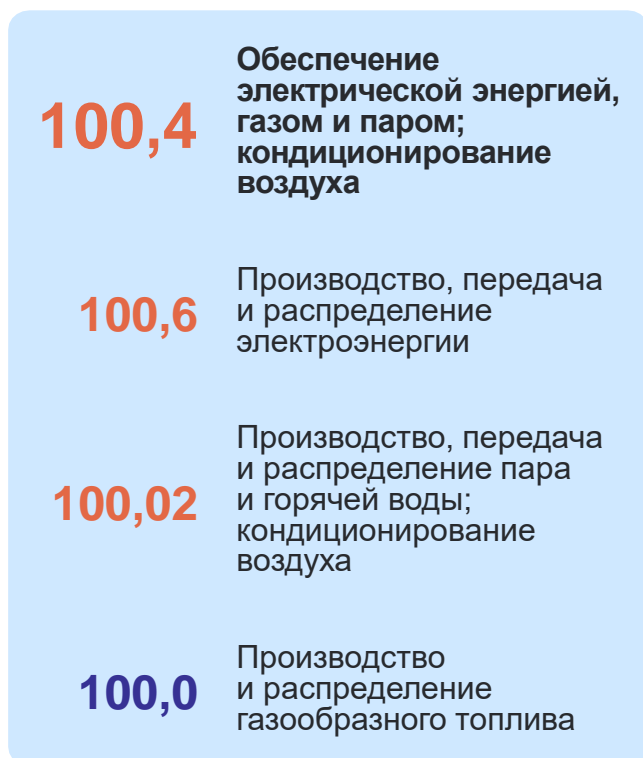 100,4
Обеспечение
электрической энергией,
газом и паром;
кондиционирование
воздуха
100,6
Производство, передача
и распределение
электроэнергии
100,02
Производство, передача
и распределение пара
и горячей воды;
кондиционирование
воздуха
100,0
Производство
и распределение
газообразного топлива